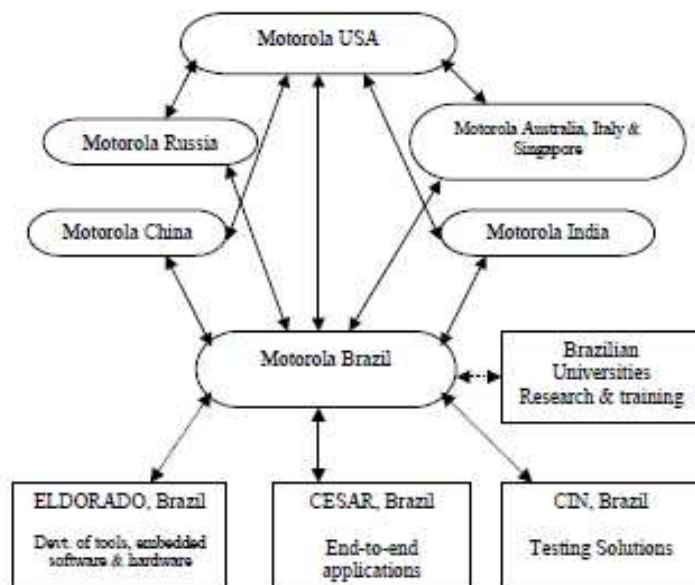 Motorola USA
Motorola Russia
Motorola Australia, Italy &
Singapore
Motorola China
Motorola India
Motorola Brazil
Brazilian
Universities
Research & training
ELDORADO, Brazil
Devt. of tools, embedded
software & hardware
CESAR, Brazil
End-to-end
applications
CIN, Brazil
Testing Solutions